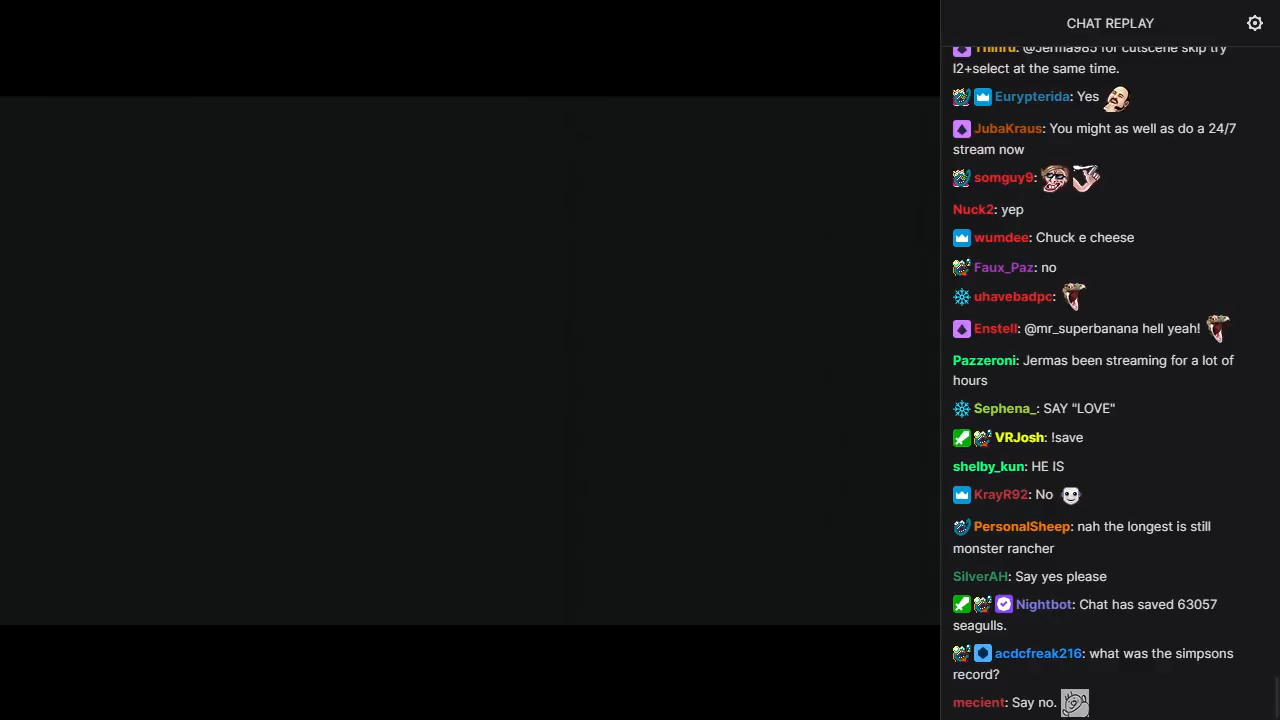 CHAT REPLAY
Thinru: @Jerma985 for cutscene skip try
l2+select at the same time.
Eurypterida: Yes
JubaKraus: You might as well as do a 24/7
stream now
somguy9:
Nuck2: yep
wumdee: Chuck e cheese
Faux_Paz: no
uhavebadpc:
Enstell: @mr_superbanana hell yeah!
Pazzeroni: Jermas been streaming for a lot of
hours
Sephena_: SAY "LOVE"
VRJosh: !save
shelby_kun: HE IS
KrayR92: No
PersonalSheep: nah the longest is still
monster rancher
SilverAH: Say yes please
Nightbot: Chat has saved 63057
seagulls.
acdcfreak216: what was the simpsons
record?
mecient: Say no.